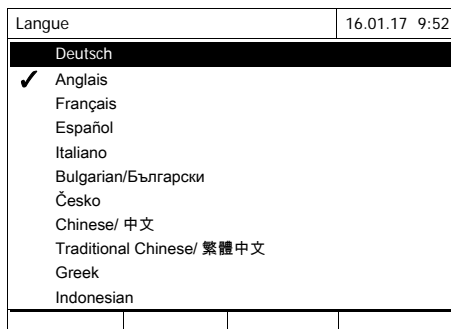 Langue 16.01.17 9:52
Deutsch
Anglais
Français
Español
Italiano
Bulgarian/Български
Česko
Chinese/ 中文
Traditional Chinese/ 繁體中文
Greek
Indonesian